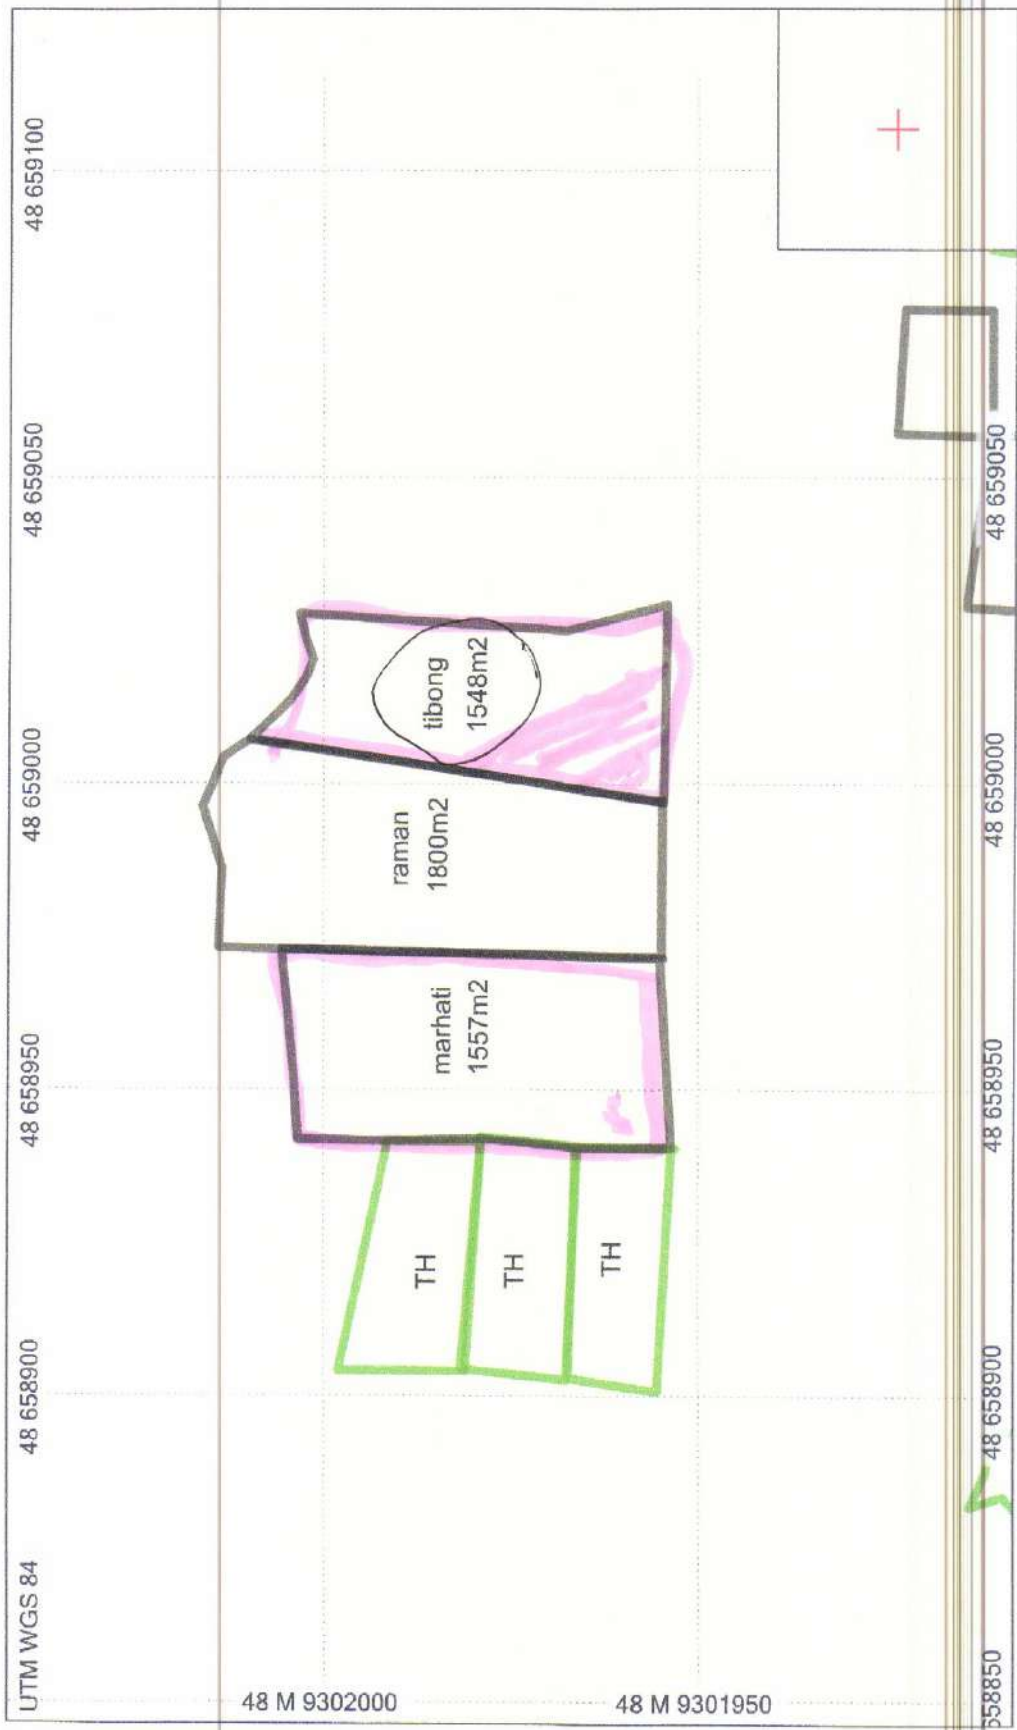 UTM WGS 84
48 658900
48 658950
48 659000
48 659050
48 659100
48 M 9302000
48 M 9301950
TH
TH
TH
marhati
1557m2
raman
1800m2
tibong
1548m2
658850
48 658900
48 658950
48 659000
48 659050